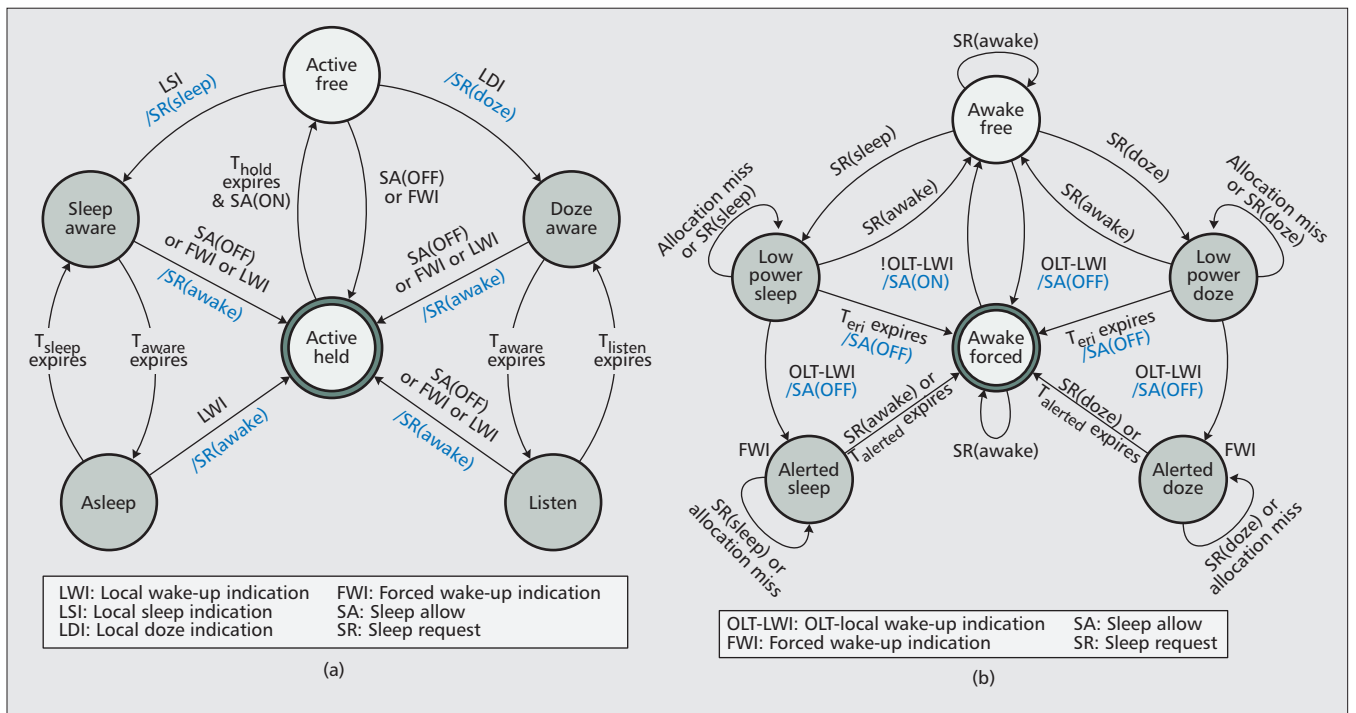 Active
free
LSI
/SR(sleep)
LDI
/SR(doze)
Thold
expires
& SA(ON)
SA(OFF)
or FWI
Sleep
aware
Doze
aware
SA(OFF)
or FWI or LWI
/SR(awake)
SA(OFF)
or FWI or LWI
/SR(awake)
Active
held
Tsleep
expires
Taware
expires
Taware
expires
Tlisten
expires
LWI
/SR(awake)
SA(OFF)
or FWI or LWI
/SR(awake)
Asleep
Listen
LWI: Local wake-up indication FWI: Forced wake-up indication
LSI: Local sleep indication SA: Sleep allow
LDI: Local doze indication SR: Sleep request
(a)
SR(awake)
Awake
free
SR(sleep)
SR(doze)
SR(awake)
SR(awake)
Allocation miss
or SR(sleep)
Allocation miss
or SR(doze)
Low
power
sleep
Low
power
doze
!OLT-LWI
/SA(ON)
OLT-LWI
/SA(OFF)
Teri expires
/SA(OFF)
Teri expires
/SA(OFF)
Awake
forced
OLT-LWI
/SA(OFF)
OLT-LWI
/SA(OFF)
SR(awake) or
Talerted expires
SR(doze) or
Talerted expires
SR(awake)
FWI
FWI
Alerted
sleep
Alerted
doze
SR(sleep) or
allocation miss
SR(doze) or
allocation miss
OLT-LWI: OLT-local wake-up indication SA: Sleep allow
FWI: Forced wake-up indication SR: Sleep request
(b)